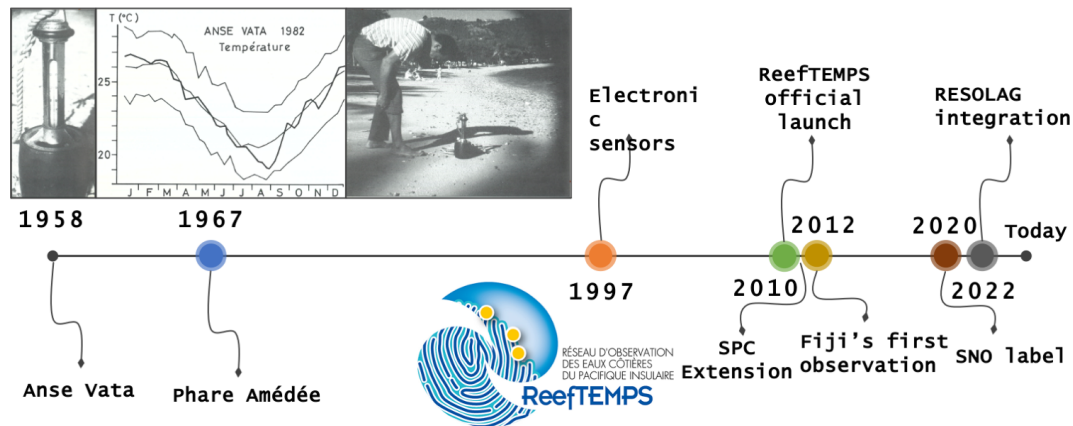 T (°C)
ANSE VATA 1982
Température
25
20
J F M A M J J A S O N D
Electroni
c
sensors
ReefTEMPS
official
launch
RESOLAG
integration
1958
1967
2012
2020
Today
1997
2010
2022
Anse Vata
Phare Amédée
RÉSEAU D'OBSERVATION
DES EAUX CÔTIÈRES
DU PACIFIQUE INSULAIRE
ReefTEMPS
SPC
Extension
Fiji's first
observation
SNO label